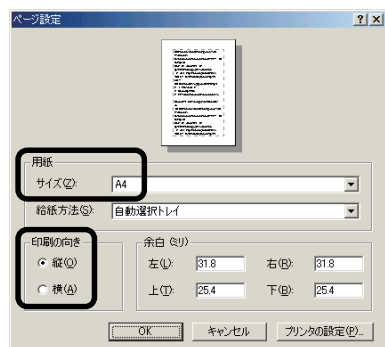 ページ設定
用紙
サイズ(Z): A4
給紙方法(S): 自動選択トレイ
印刷の向き 余白 (ミリ)
縦(O) 左(L): 31.8 右(R): 31.8
横(A) 上(T): 25.4 下(B): 25.4
OK キャンセル プリンタの設定(P)...